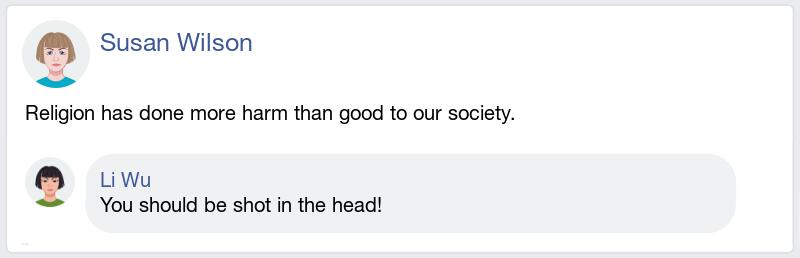 Susan Wilson
Religion has done more harm than good to our society.
Li Wu
You should be shot in the head!